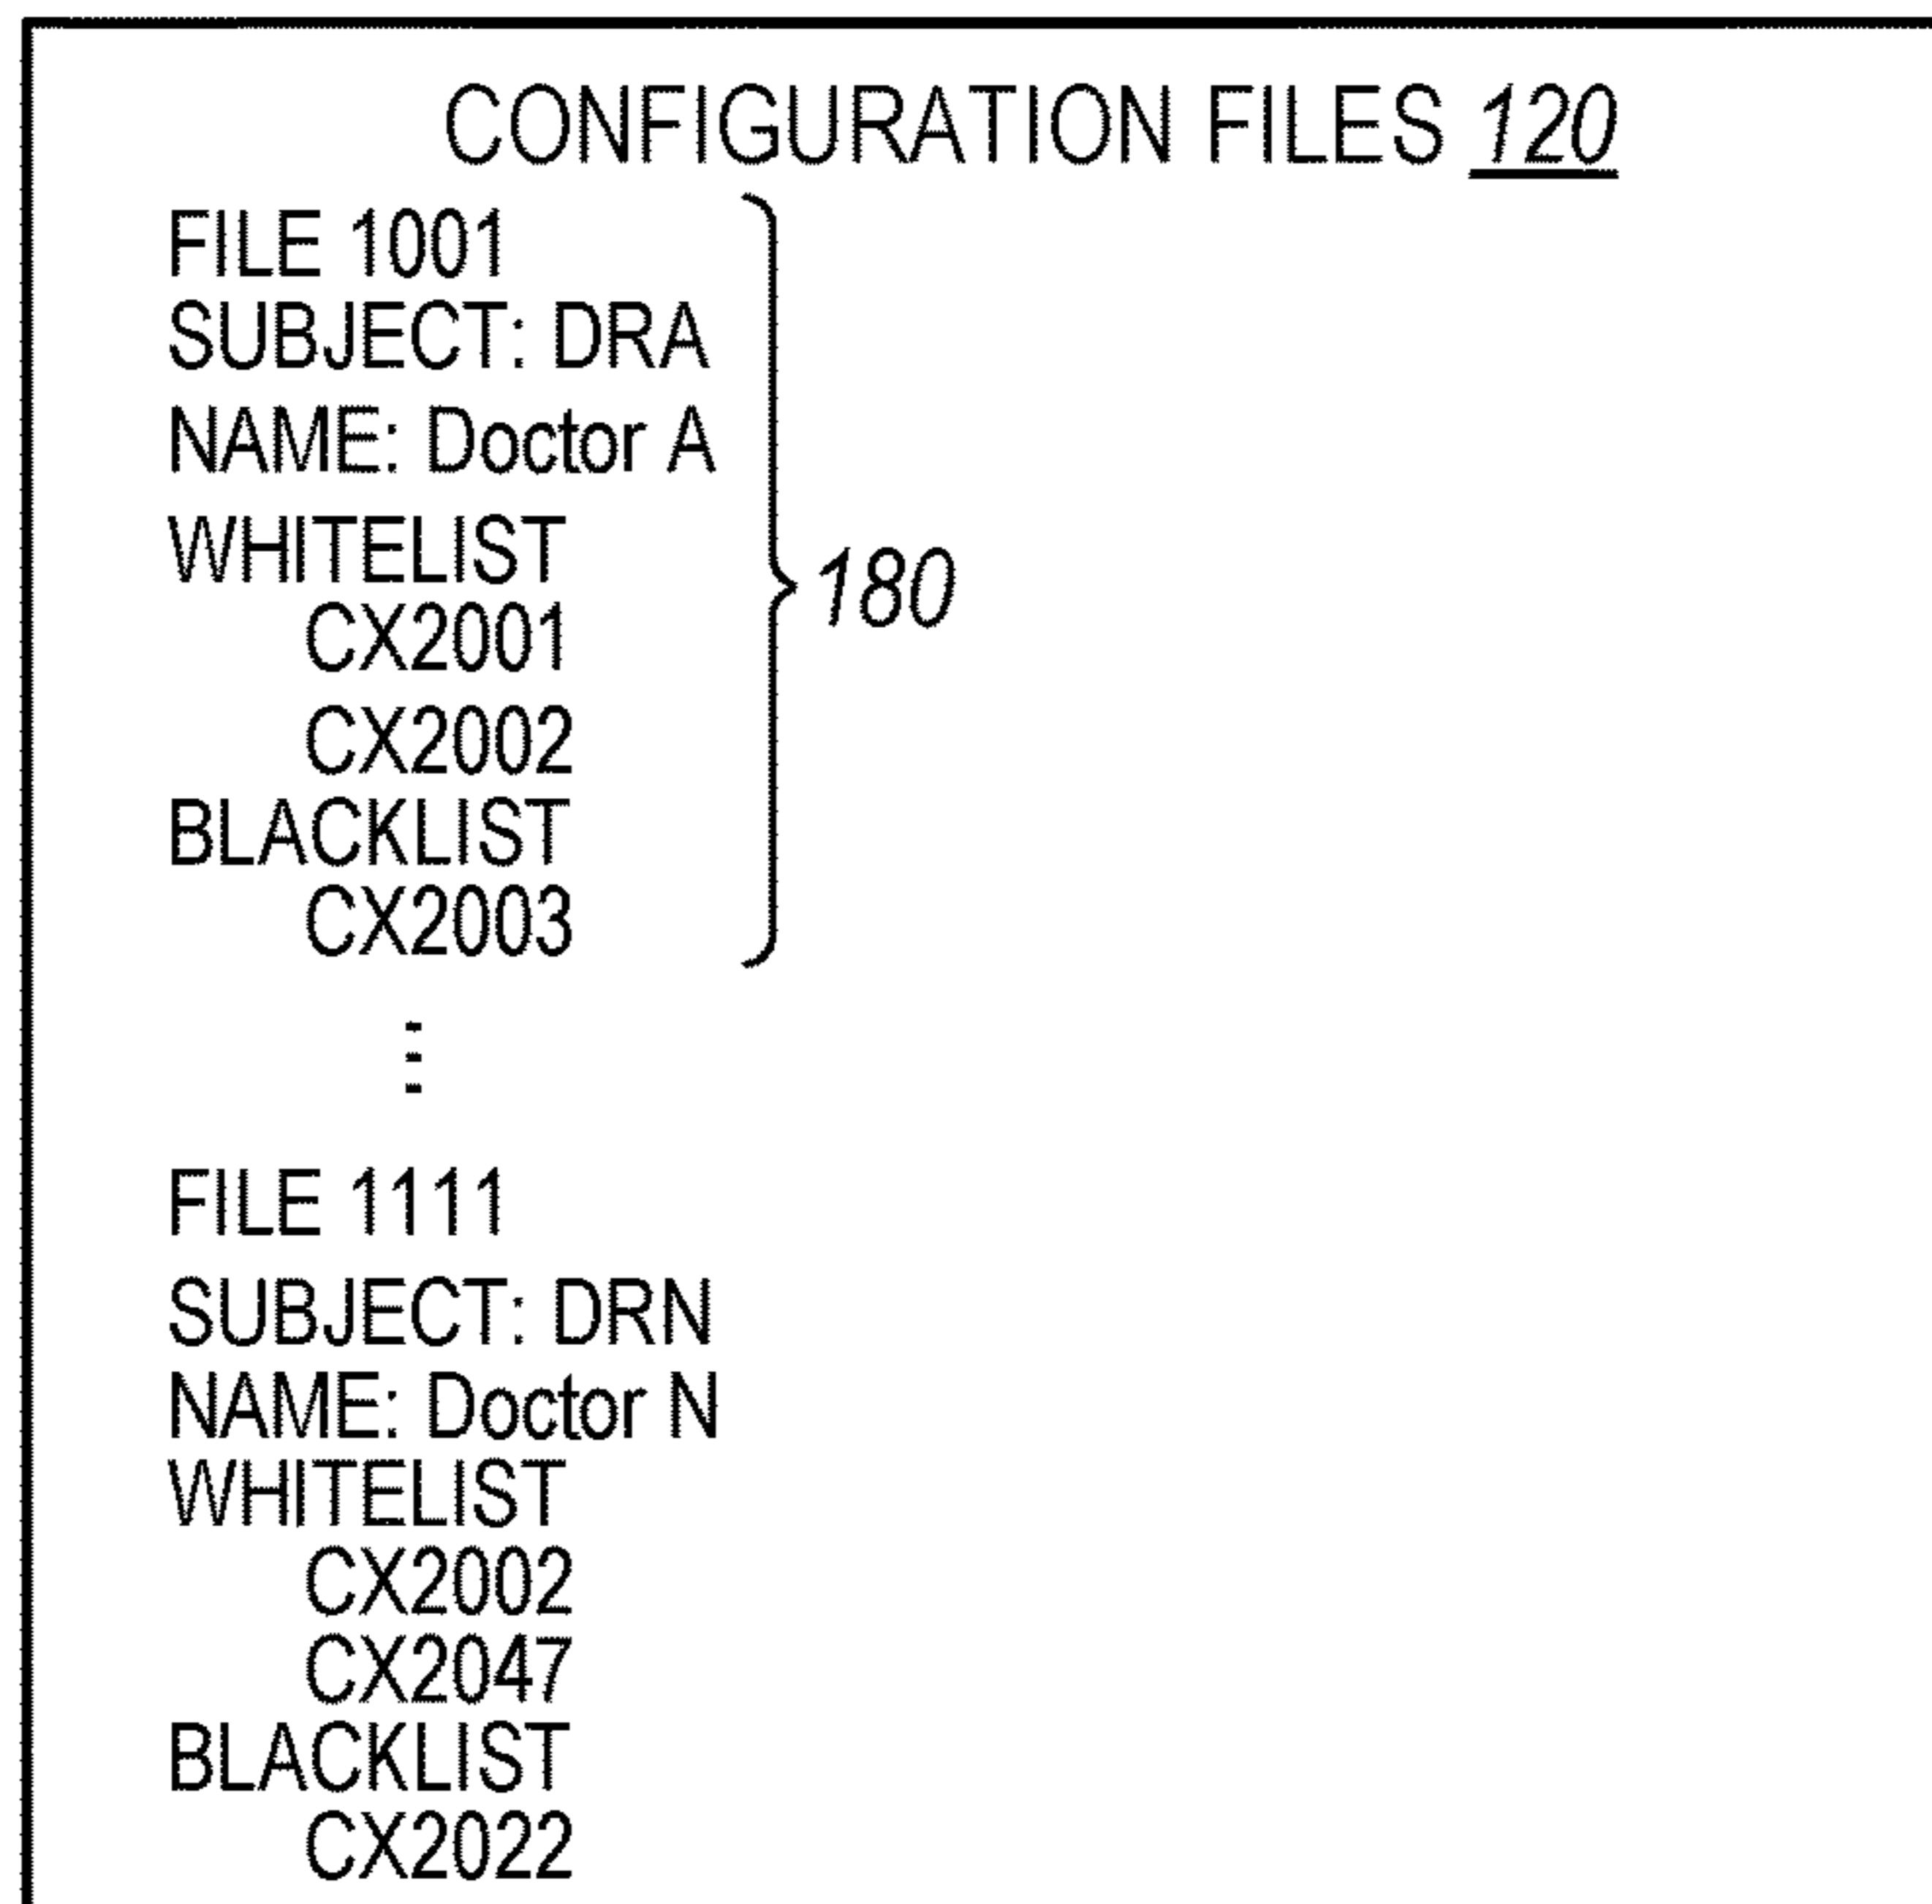 CONFIGURATION FILES 120
FILE 1001
SUBJECT: DRA
NAME: Doctor A
WHITELIST
180
CX2001
CX2002
BLACKLIST
CX2003
FILE 1111
SUBJECT: DRN
NAME: Doctor N
WHITELIST
CX2002
CX2047
BLACKLIST
CX2022